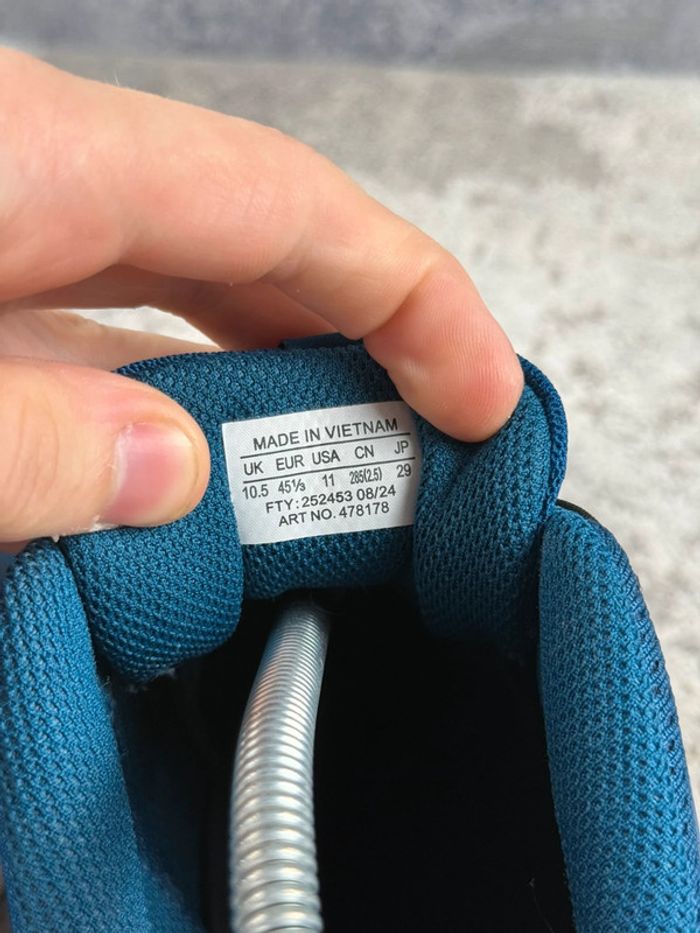 MADE IN VIETNAM
UK EUR USA CN JP
10.5 45⅓ 11 285(2.5) 29
FTY: 252453 08/24
ART NO. 478178